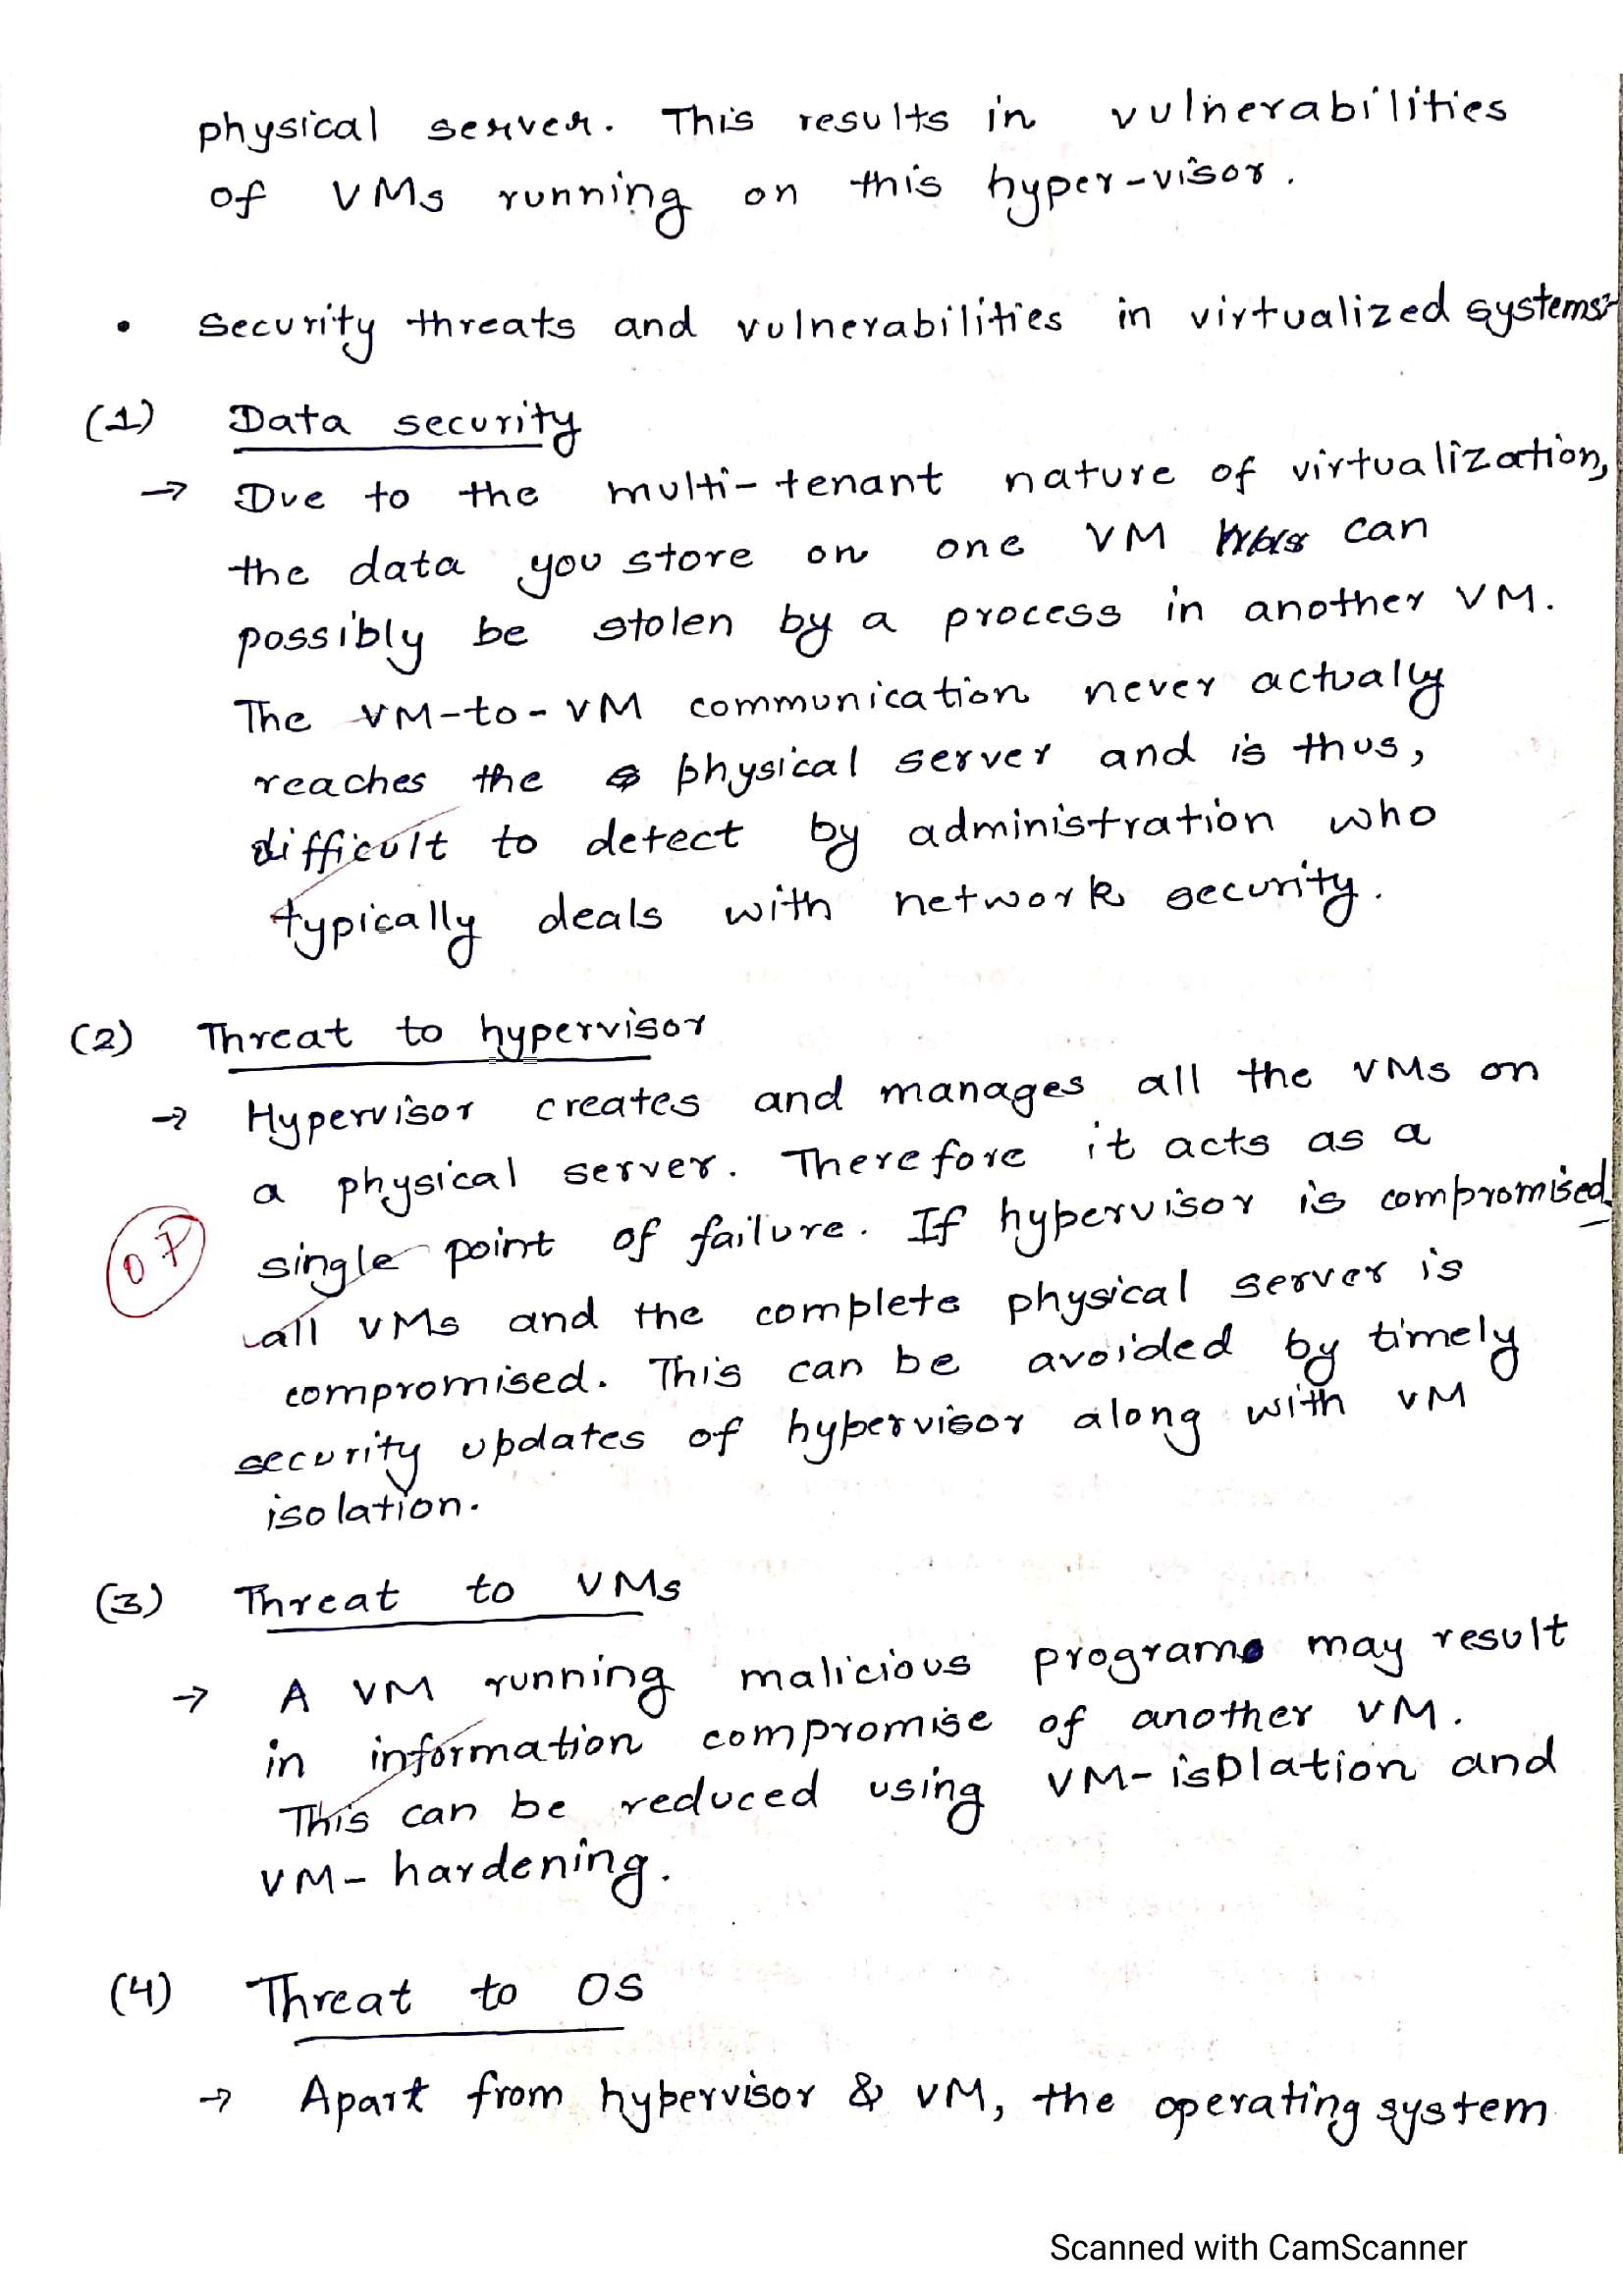 physical server. This results in vulnerabilities
of VMs running on this hyper-visor.
• Security threats and vulnerabilities in virtualized systems:-
(1) Data security
→ Due to the multi-tenant nature of virtualization,
the data you store on one VM can
possibly be stolen by a process in another VM.
The VM-to-VM communication never actually
reaches the physical server and is thus,
difficult to detect by administration who
typically deals with network security.
(2) Threat to hypervisor
→ Hypervisor creates and manages all the VMs on
a physical server. Therefore it acts as a
single point of failure. If hypervisor is compromised,
07
all VMs and the complete physical server is
compromised. This can be avoided by timely
security updates of hypervisor along with VM
isolation.
(3) Threat to VMs
→ A VM running malicious programs may result
in information compromise of another VM.
This can be reduced using VM-isolation and
VM-hardening.
(4) Threat to OS
→ Apart from hypervisor & VM, the operating system
Scanned with CamScanner